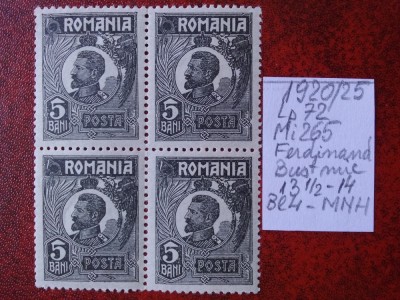 ROMANIA ROMANIA
5 BANI POSTA 5 BANI POSTA
ROMANIA ROMANIA
5 BANI POSTA 5 BANI POSTA
1920/25
Lp 72
Mi 265
Ferdinand
Bust mic
13 1/2-14
BL4-MNH